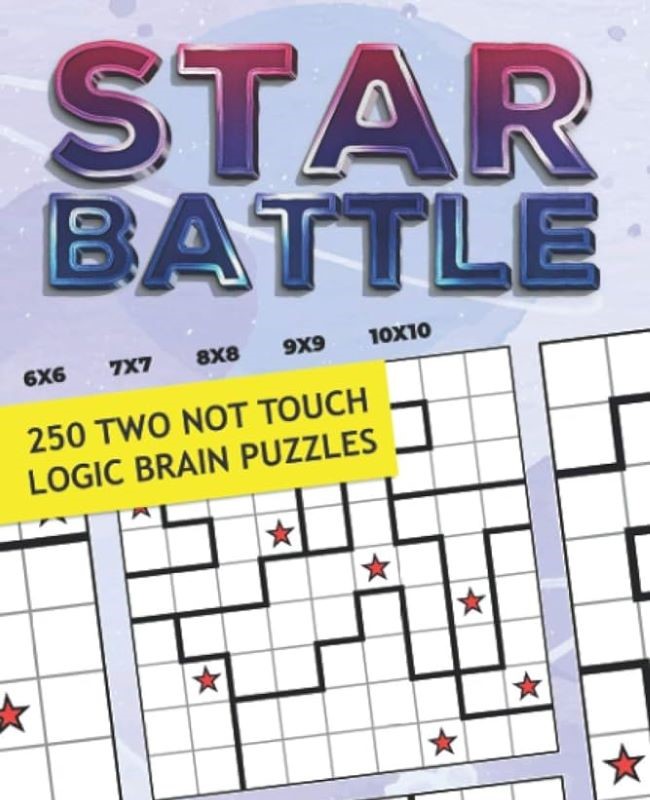 STAR
BATTLE
6X6 7X7 8X8 9X9 10X10
250 TWO NOT TOUCH
LOGIC BRAIN PUZZLES